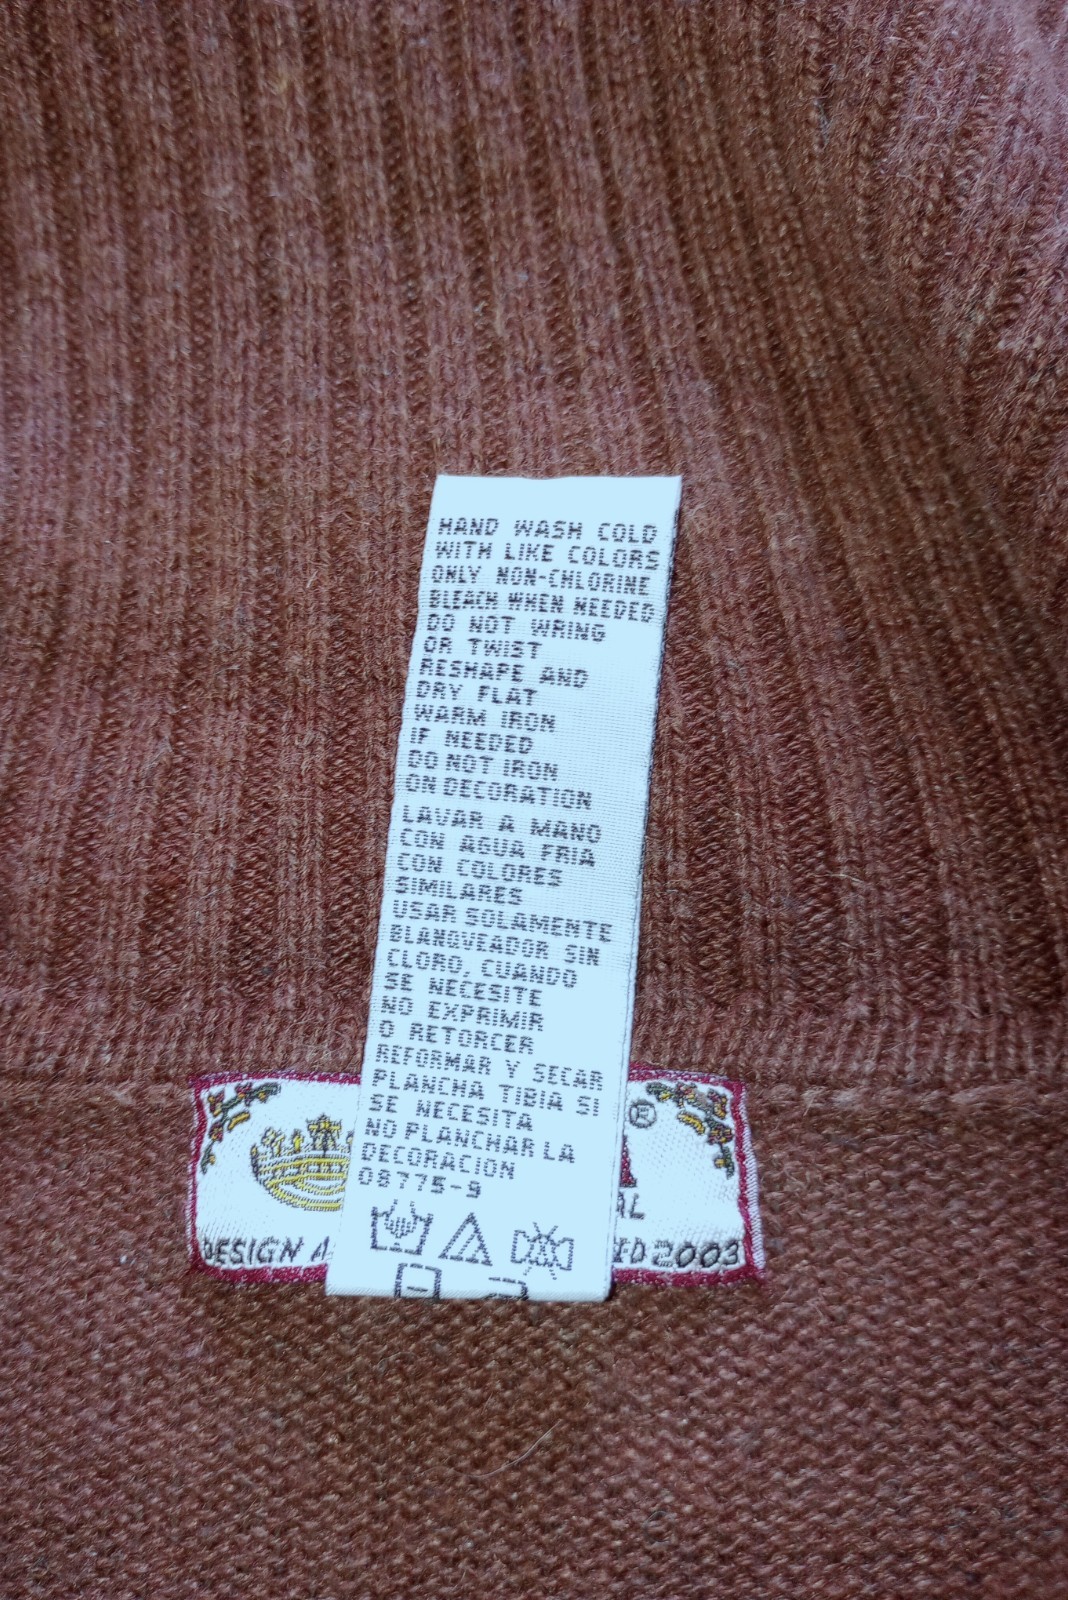 HAND WASH COLD
WITH LIKE COLORS
ONLY NON-CHLORINE
BLEACH WHEN NEEDED
DO NOT WRING
OR TWIST
RESHAPE AND
DRY FLAT
WARM IRON
IF NEEDED
DO NOT IRON
ON DECORATION
LAVAR A MANO
CON AGUA FRIA
CON COLORES
SIMILARES
USAR SOLAMENTE
BLANQUEADOR SIN
CLORO, CUANDO
SE NECESITE
NO EXPRIMIR
O RETORCER
REFORMAR Y SECAR
PLANCHA TIBIA SI
SE NECESITA
NO PLANCHAR LA
DECORACION
08775-9
®
A
AL
DESIGN A ED 2003